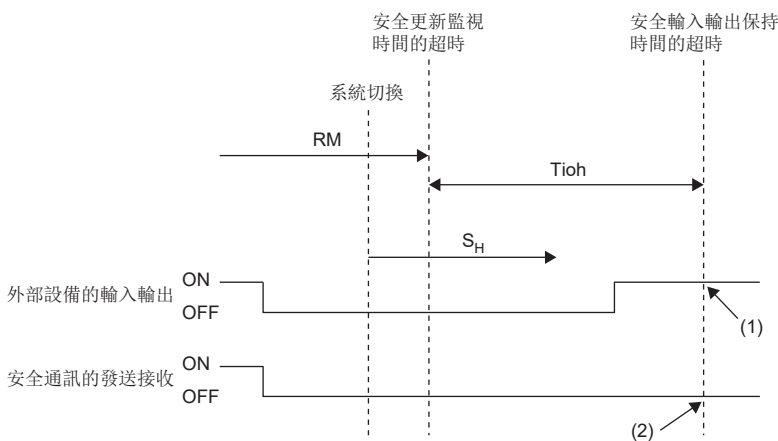 安全更新監視
時間的超時
安全輸入輸出保持
時間的超時
系統切換
RM
Tioh
SH
外部設備的輸入輸出
ON
OFF
(1)
安全通訊的發送接收
ON
OFF
(2)